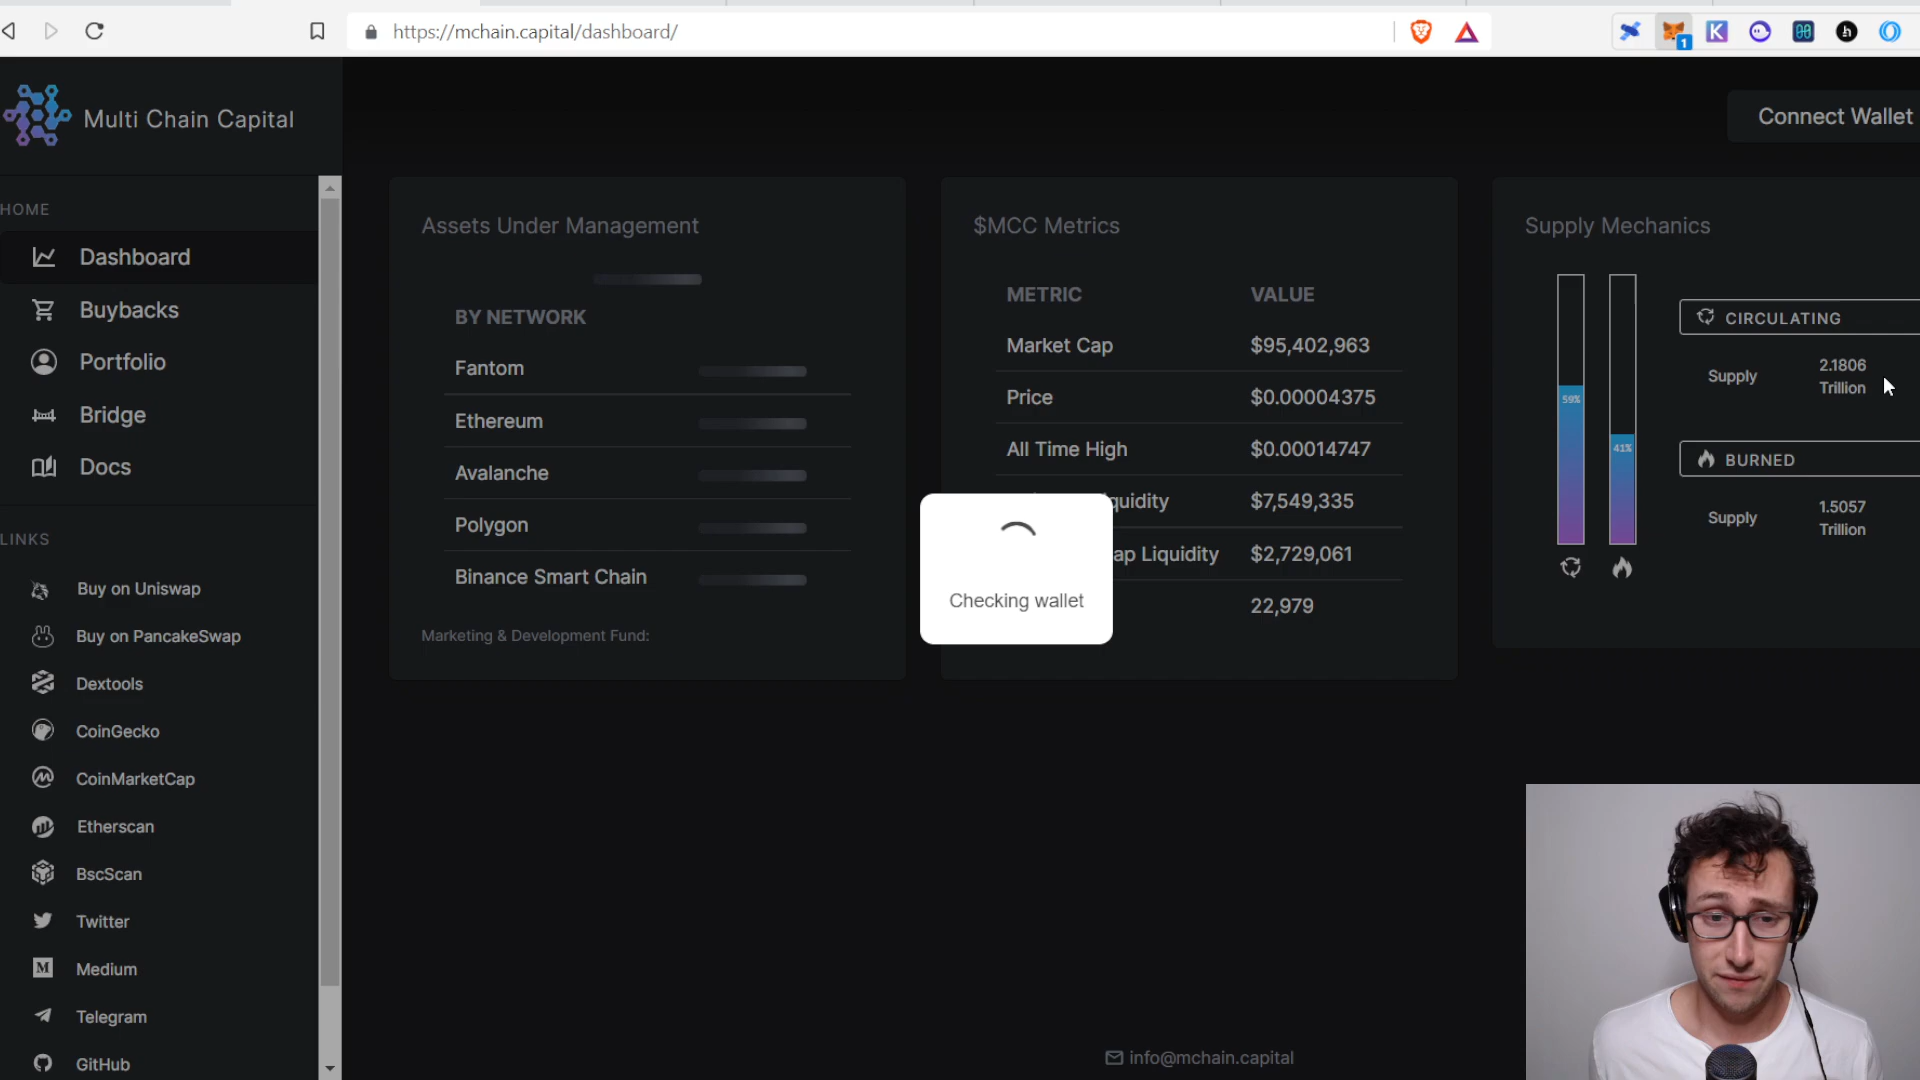 https://mchain.capital/dashboard/
1
Multi Chain Capital
Connect Wallet
HOME
Dashboard
Buybacks
Portfolio
Bridge
Docs
LINKS
Buy on Uniswap
Buy on PancakeSwap
Dextools
CoinGecko
CoinMarketCap
Etherscan
BscScan
Twitter
Medium
Telegram
GitHub
Assets Under Management
BY NETWORK
Fantom
Ethereum
Avalanche
Polygon
Binance Smart Chain
Marketing & Development Fund:
$MCC Metrics
METRIC VALUE
Market Cap $95,402,963
Price $0.00004375
All Time High $0.00014747
quidity $7,549,335
ap Liquidity $2,729,061
22,979
Checking wallet
Supply Mechanics
59%
41%
CIRCULATING
Supply 2.1806 Trillion
BURNED
Supply 1.5057 Trillion
info@mchain.capital